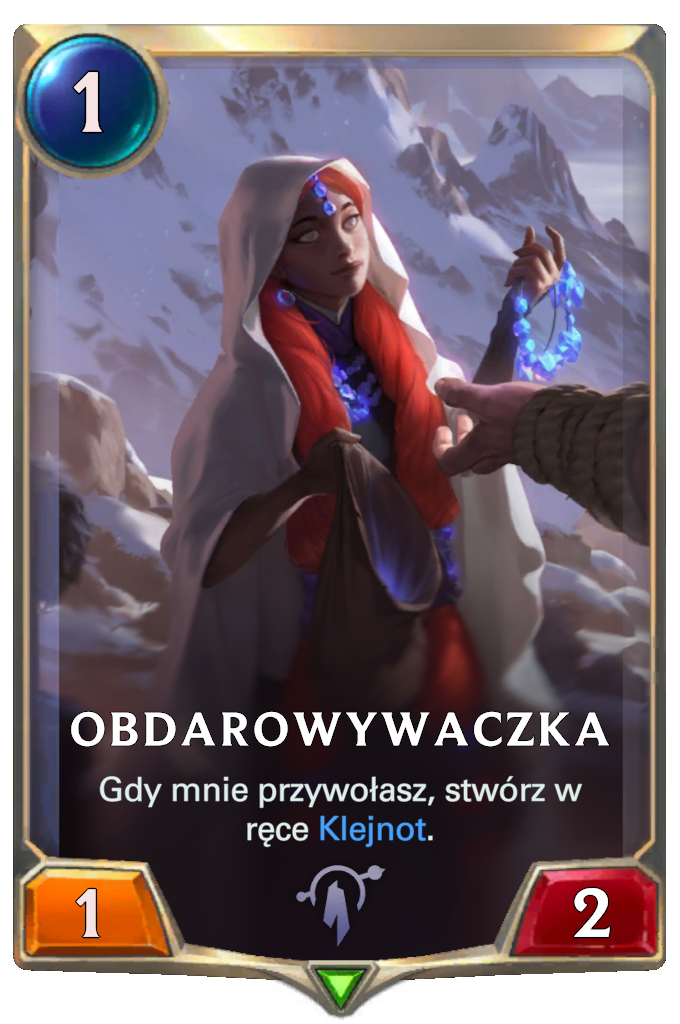 1
OBDAROWYWACZKA
Gdy mnie przywołasz, stwórz w
ręce Klejnot.
1
2